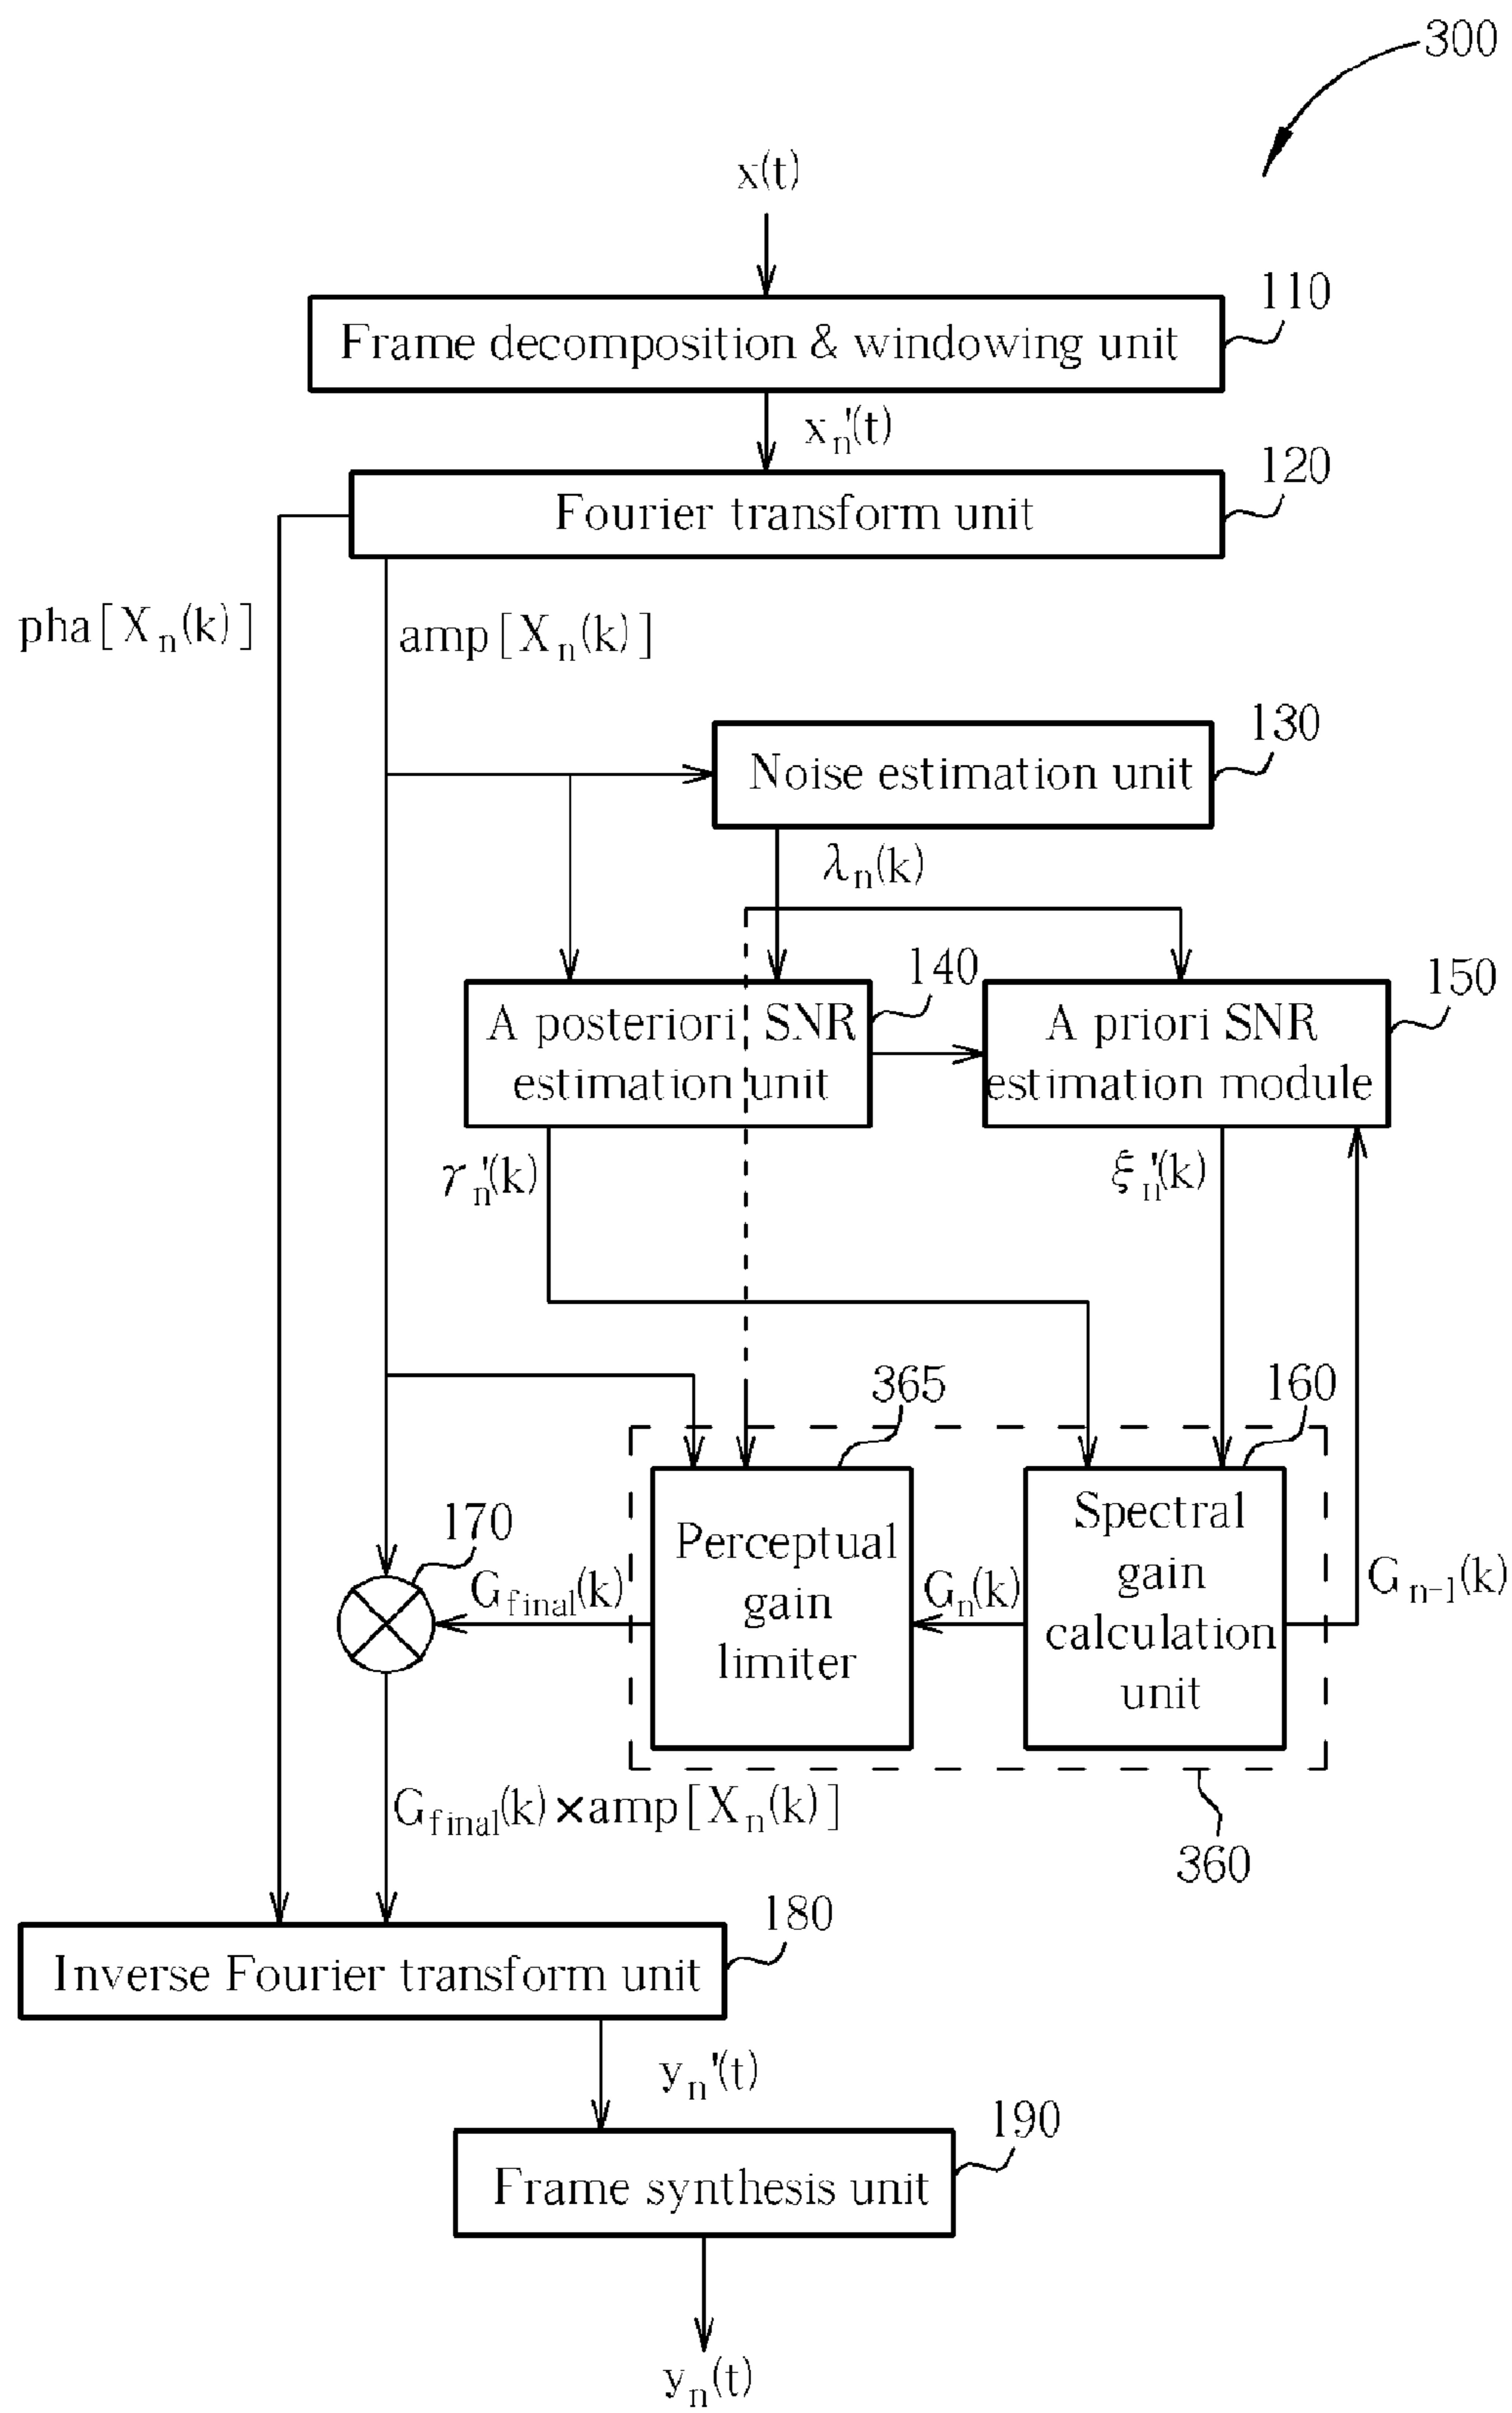 300
x(t)
110
Frame decomposition & windowing unit
xn'(t)
120
Fourier transform unit
pha[Xn(k)]
amp[Xn(k)]
130
Noise estimation unit
λn(k)
140
150
A posteriori SNR
estimation unit
A priori SNR
estimation module
γn'(k)
ξn'(k)
365
160
170
Perceptual
gain
limiter
Spectral
gain
calculation
unit
Gfinal(k)
Gn(k)
Gn-1(k)
Gfinal(k)×amp[Xn(k)]
360
180
Inverse Fourier transform unit
yn'(t)
190
Frame synthesis unit
yn(t)